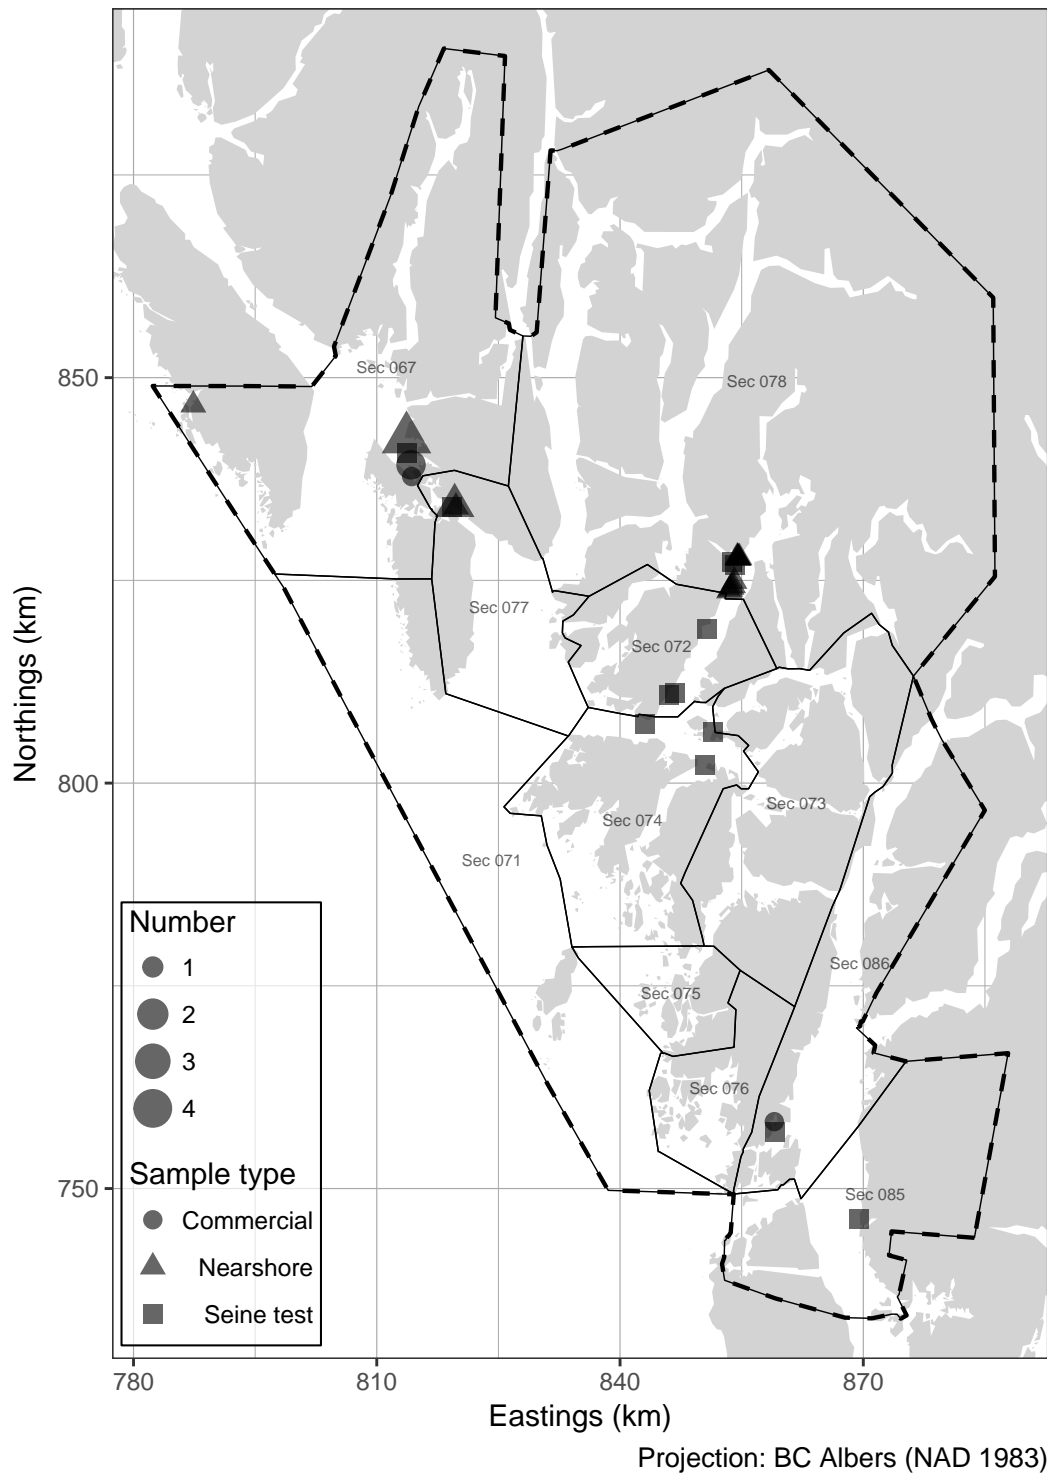 Sec 067
Sec 078
850
Sec 077
Sec 072
800
Sec 073
Sec 074
Sec 071
Number
1
2
3
4
Sec 086
Sec 075
Sec 076
Sample type
Commercial
Nearshore
Seine test
750
Sec 085
780
810
840
870
Northings (km)
Eastings (km)
Projection: BC Albers (NAD 1983)